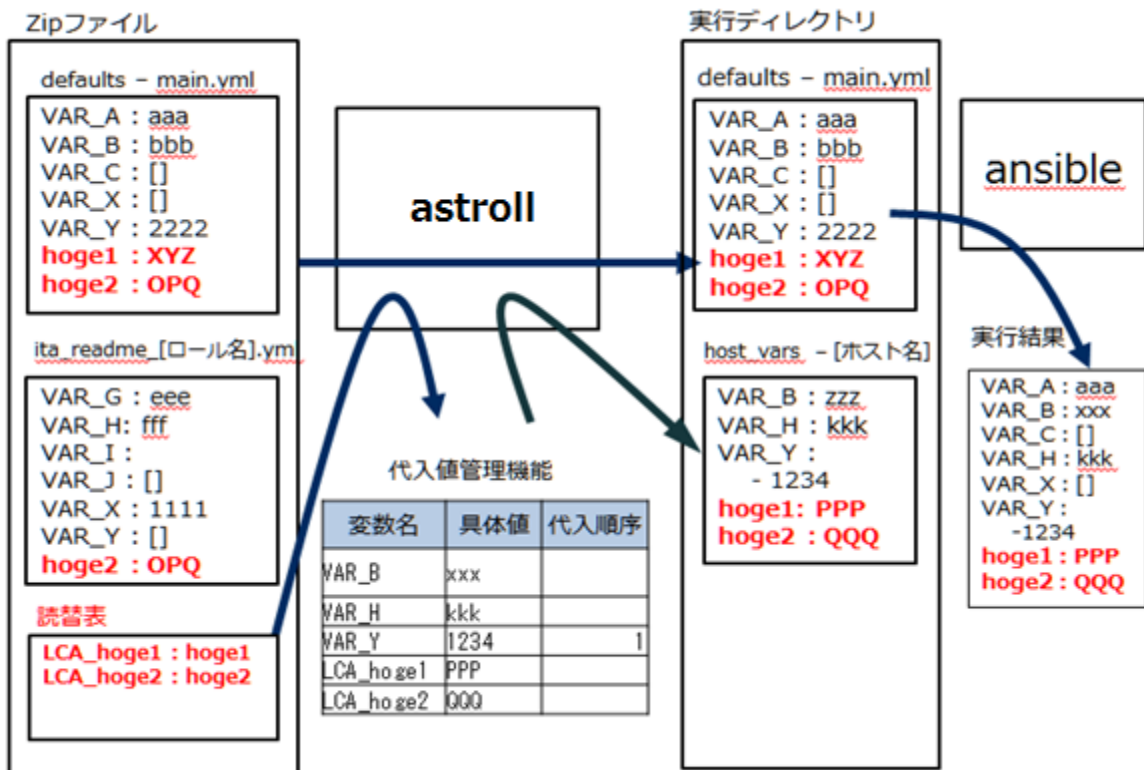 Zipファイル
defaults – main.yml
VAR_A : aaa
VAR_B : bbb
VAR_C : []
VAR_X : []
VAR_Y : 2222
hoge1 : XYZ
hoge2 : OPQ
ita_readme_[ロール名].yml
VAR_G : eee
VAR_H: fff
VAR_I :
VAR_J : []
VAR_X : 1111
VAR_Y : []
hoge2 : OPQ
読替表
LCA_hoge1 : hoge1
LCA_hoge2 : hoge2
astroll
代入値管理機能
変数名 具体値 代入順序
VAR_B xxx
VAR_H kkk
VAR_Y 1234 1
LCA_hoge1 PPP
LCA_hoge2 QQQ
実行ディレクトリ
defaults – main.yml
VAR_A : aaa
VAR_B : bbb
VAR_C : []
VAR_X : []
VAR_Y : 2222
hoge1 : XYZ
hoge2 : OPQ
host_vars – [ホスト名]
VAR_B : zzz
VAR_H : kkk
VAR_Y :
- 1234
hoge1: PPP
hoge2 : QQQ
ansible
実行結果
VAR_A : aaa
VAR_B : xxx
VAR_C : []
VAR_H : kkk
VAR_X : []
VAR_Y :
-1234
hoge1 : PPP
hoge2 : QQQ